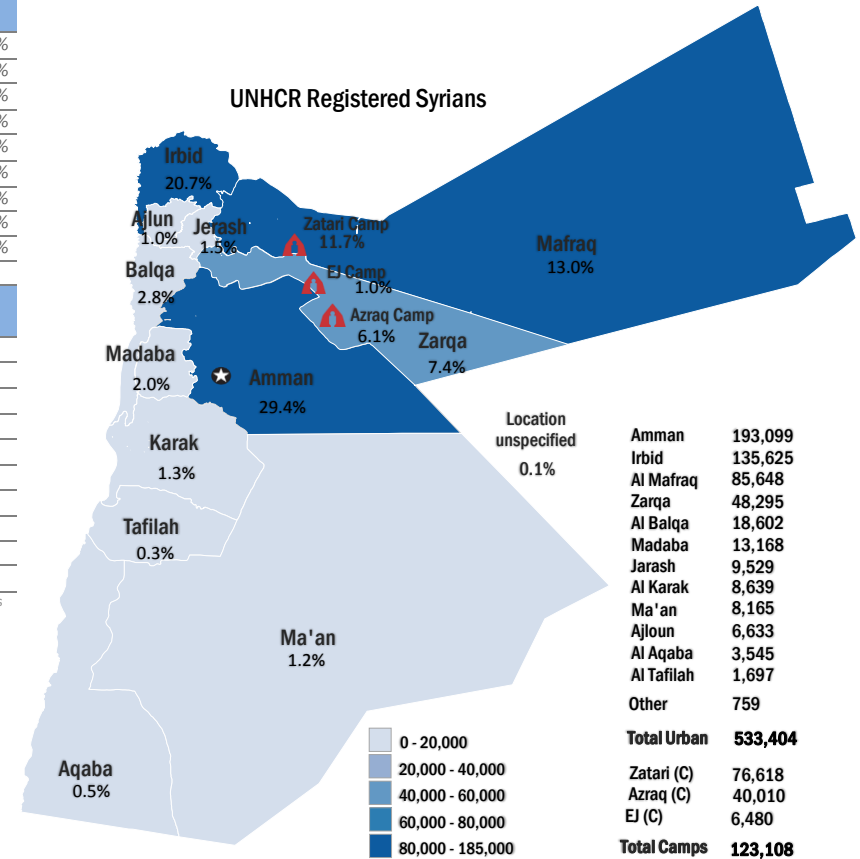 %
%
%
%
%
%
%
%
%
s
UNHCR Registered Syrians
Irbid
20.7%
Ajlun
1.0%
Jerash
1.5%
Zatari Camp
11.7%
Mafraq
13.0%
Balqa
2.8%
EJ Camp
1.0%
Azraq Camp
6.1%
Zarqa
7.4%
Madaba
2.0%
Amman
29.4%
Karak
1.3%
Location
unspecified
0.1%
Tafilah
0.3%
Ma'an
1.2%
Aqaba
0.5%
0 - 20,000
20,000 - 40,000
40,000 - 60,000
60,000 - 80,000
80,000 - 185,000
Amman 193,099
Irbid 135,625
Al Mafraq 85,648
Zarqa 48,295
Al Balqa 18,602
Madaba 13,168
Jarash 9,529
Al Karak 8,639
Ma'an 8,165
Ajloun 6,633
Al Aqaba 3,545
Al Tafilah 1,697
Other 759
Total Urban 533,404
Zatari (C) 76,618
Azraq (C) 40,010
EJ (C) 6,480
Total Camps 123,108